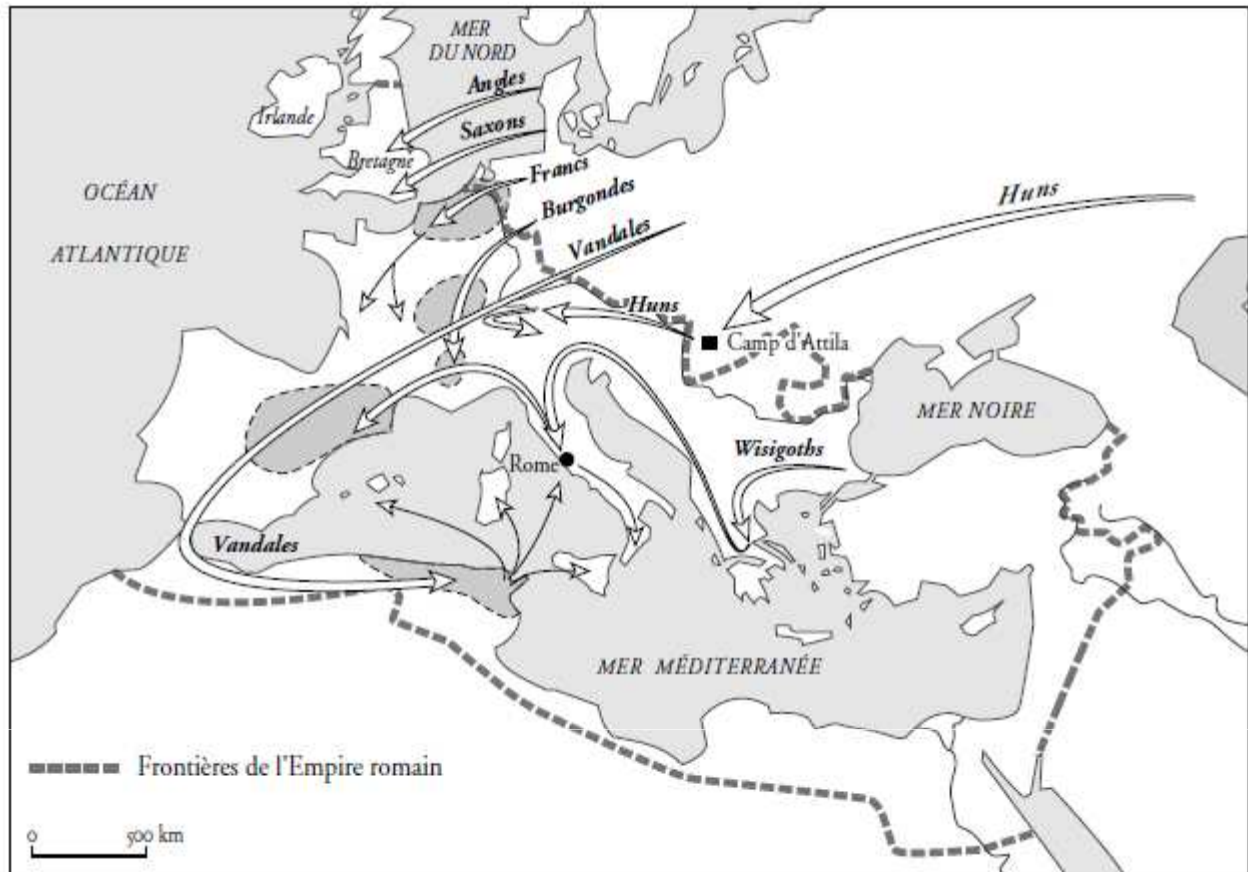 MER
DU NORD
Angles
Irlande
Saxons
Bretagne
Francs
OCÉAN
ATLANTIQUE
Burgondes
Huns
Vandales
Huns
Camp d'Attila
MER NOIRE
Wisigoths
Rome
Vandales
MER MÉDITERRANÉE
Frontières de l'Empire romain
0 500 km